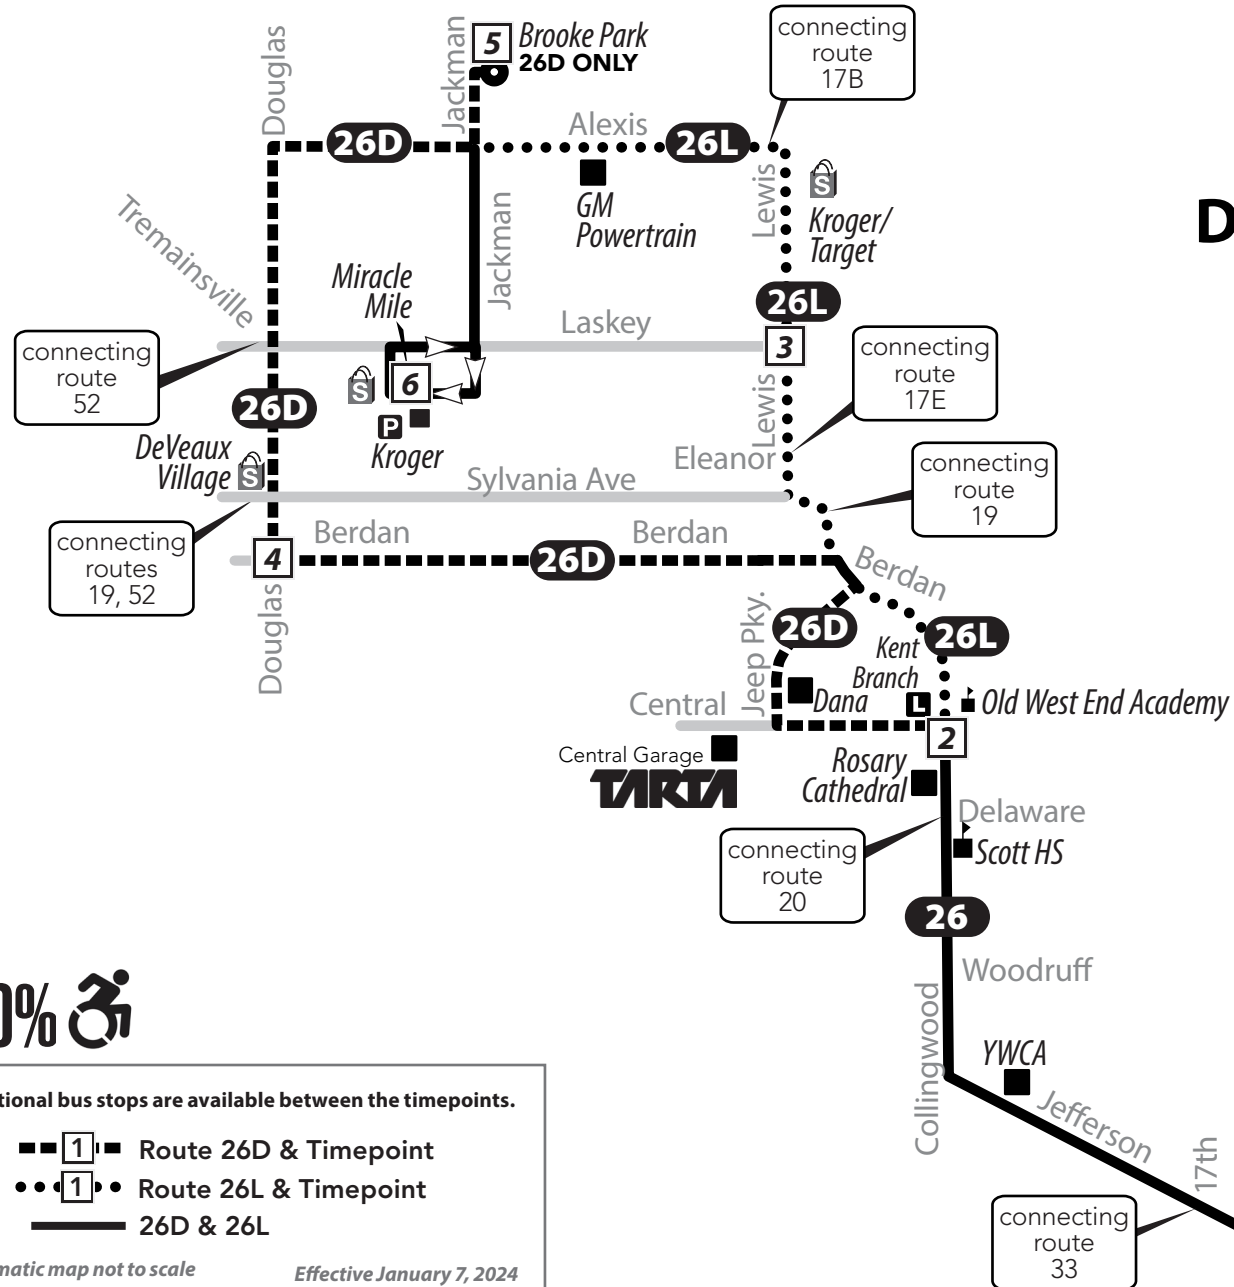 Douglas
Jackman
5
Brooke Park
26D ONLY
connecting
route
17B
26D
Alexis
26L
GM
Powertrain
Lewis
Kroger/
Target
D
Tremainsville
Jackman
Miracle
Mile
Laskey
26L
3
connecting
route
52
connecting
route
17E
6
S
S
P
Kroger
26D
Lewis
DeVeaux
Village
S
Eleanor
Sylvania Ave
connecting
route
19
connecting
routes
19, 52
4
Berdan
26D
Berdan
Berdan
Douglas
Jeep Pky.
26D
26L
Kent
Branch
L
Dana
Central
Old West End Academy
2
Central Garage
TARTA
Rosary
Cathedral
Delaware
Scott HS
connecting
route
20
26
Woodruff
Collingwood
YWCA
Jefferson
17th
connecting
route
33
0%
tional bus stops are available between the timepoints.
1 Route 26D & Timepoint
1 Route 26L & Timepoint
26D & 26L
matic map not to scale
Effective January 7, 2024